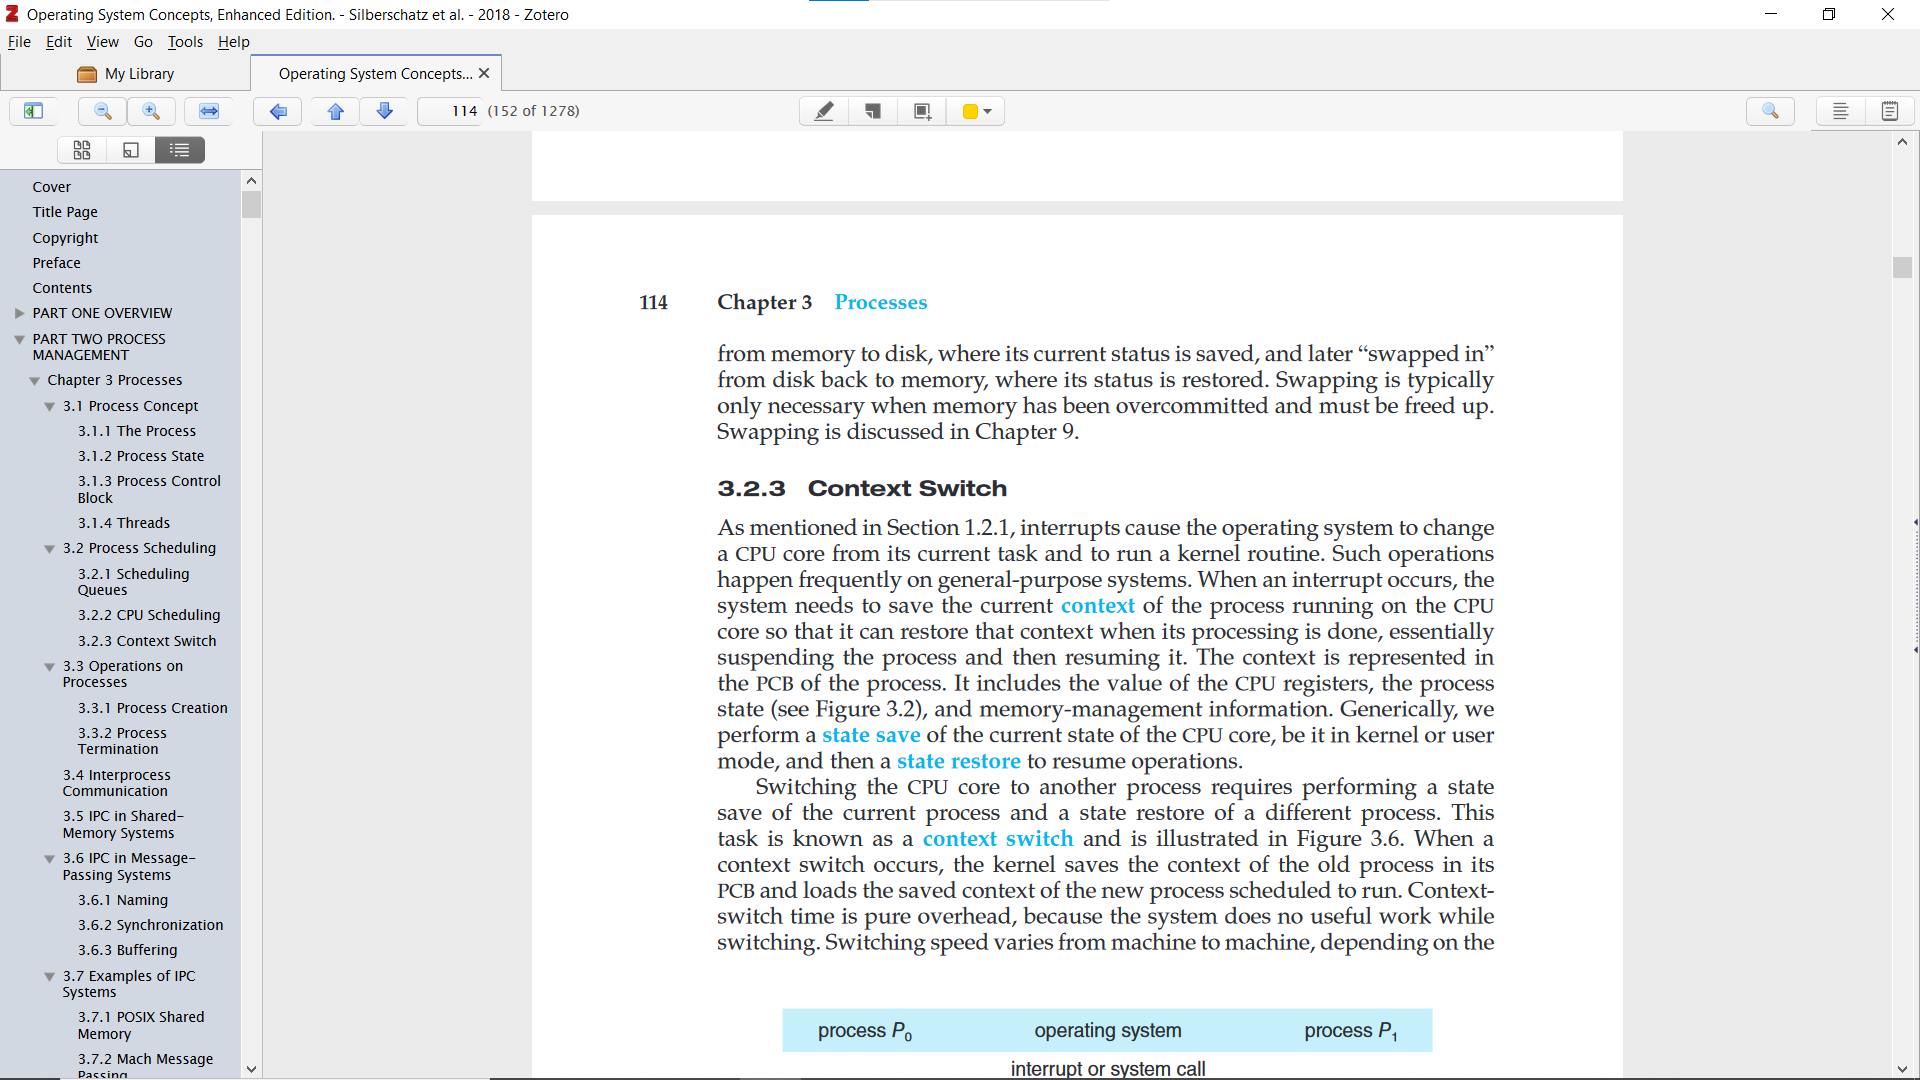 Operating System Concepts, Enhanced Edition. - Silberschatz et al. - 2018 - Zotero
File Edit View Go Tools Help
My Library
Operating System Concepts...
114 (152 of 1278)
Cover
Title Page
Copyright
Preface
Contents
PART ONE OVERVIEW
PART TWO PROCESS
MANAGEMENT
Chapter 3 Processes
3.1 Process Concept
3.1.1 The Process
3.1.2 Process State
3.1.3 Process Control
Block
3.1.4 Threads
3.2 Process Scheduling
3.2.1 Scheduling
Queues
3.2.2 CPU Scheduling
3.2.3 Context Switch
3.3 Operations on
Processes
3.3.1 Process Creation
3.3.2 Process
Termination
3.4 Interprocess
Communication
3.5 IPC in Shared-
Memory Systems
3.6 IPC in Message-
Passing Systems
3.6.1 Naming
3.6.2 Synchronization
3.6.3 Buffering
3.7 Examples of IPC
Systems
3.7.1 POSIX Shared
Memory
3.7.2 Mach Message
Passing
114 Chapter 3 Processes
from memory to disk, where its current status is saved, and later “swapped in”
from disk back to memory, where its status is restored. Swapping is typically
only necessary when memory has been overcommitted and must be freed up.
Swapping is discussed in Chapter 9.
3.2.3 Context Switch
As mentioned in Section 1.2.1, interrupts cause the operating system to change
a CPU core from its current task and to run a kernel routine. Such operations
happen frequently on general-purpose systems. When an interrupt occurs, the
system needs to save the current context of the process running on the CPU
core so that it can restore that context when its processing is done, essentially
suspending the process and then resuming it. The context is represented in
the PCB of the process. It includes the value of the CPU registers, the process
state (see Figure 3.2), and memory-management information. Generically, we
perform a state save of the current state of the CPU core, be it in kernel or user
mode, and then a state restore to resume operations.
Switching the CPU core to another process requires performing a state
save of the current process and a state restore of a different process. This
task is known as a context switch and is illustrated in Figure 3.6. When a
context switch occurs, the kernel saves the context of the old process in its
PCB and loads the saved context of the new process scheduled to run. Context-
switch time is pure overhead, because the system does no useful work while
switching. Switching speed varies from machine to machine, depending on the
process P0 operating system process P1
interrupt or system call